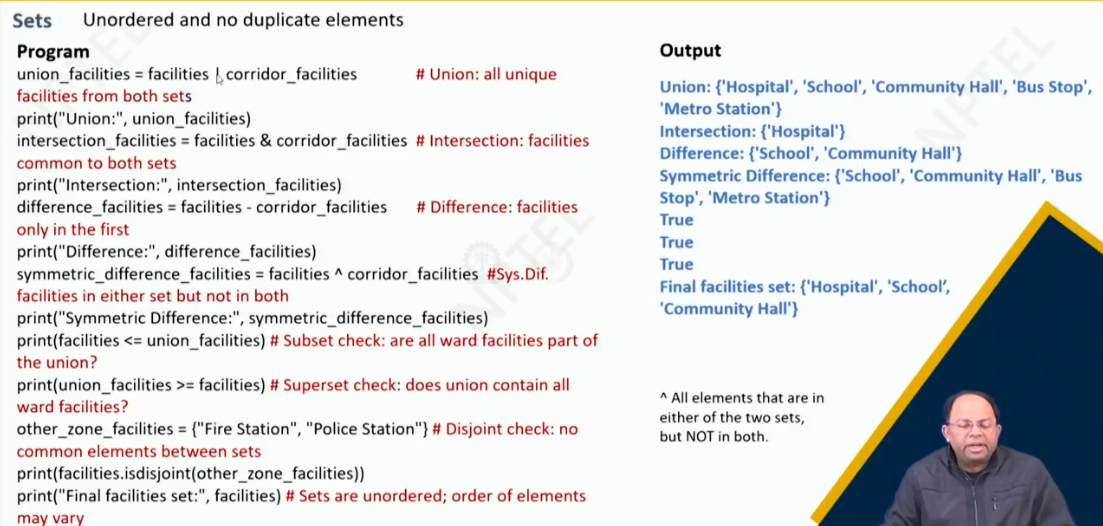 Sets Unordered and no duplicate elements
Program
union_facilities = facilities | corridor_facilities # Union: all unique
facilities from both sets
print("Union:", union_facilities)
intersection_facilities = facilities & corridor_facilities # Intersection: facilities
common to both sets
print("Intersection:", intersection_facilities)
difference_facilities = facilities - corridor_facilities # Difference: facilities
only in the first
print("Difference:", difference_facilities)
symmetric_difference_facilities = facilities ^ corridor_facilities #Sys.Dif.
facilities in either set but not in both
print("Symmetric Difference:", symmetric_difference_facilities)
print(facilities <= union_facilities) # Subset check: are all ward facilities part of
the union?
print(union_facilities >= facilities) # Superset check: does union contain all
ward facilities?
other_zone_facilities = {"Fire Station", "Police Station"} # Disjoint check: no
common elements between sets
print(facilities.isdisjoint(other_zone_facilities))
print("Final facilities set:", facilities) # Sets are unordered; order of elements
may vary
Output
Union: {'Hospital', 'School', 'Community Hall', 'Bus Stop',
'Metro Station'}
Intersection: {'Hospital'}
Difference: {'School', 'Community Hall'}
Symmetric Difference: {'School', 'Community Hall', 'Bus
Stop', 'Metro Station'}
True
True
True
Final facilities set: {'Hospital', 'School’,
'Community Hall'}
^ All elements that are in
either of the two sets,
but NOT in both.
NPTEL
NPTEL
NPTEL